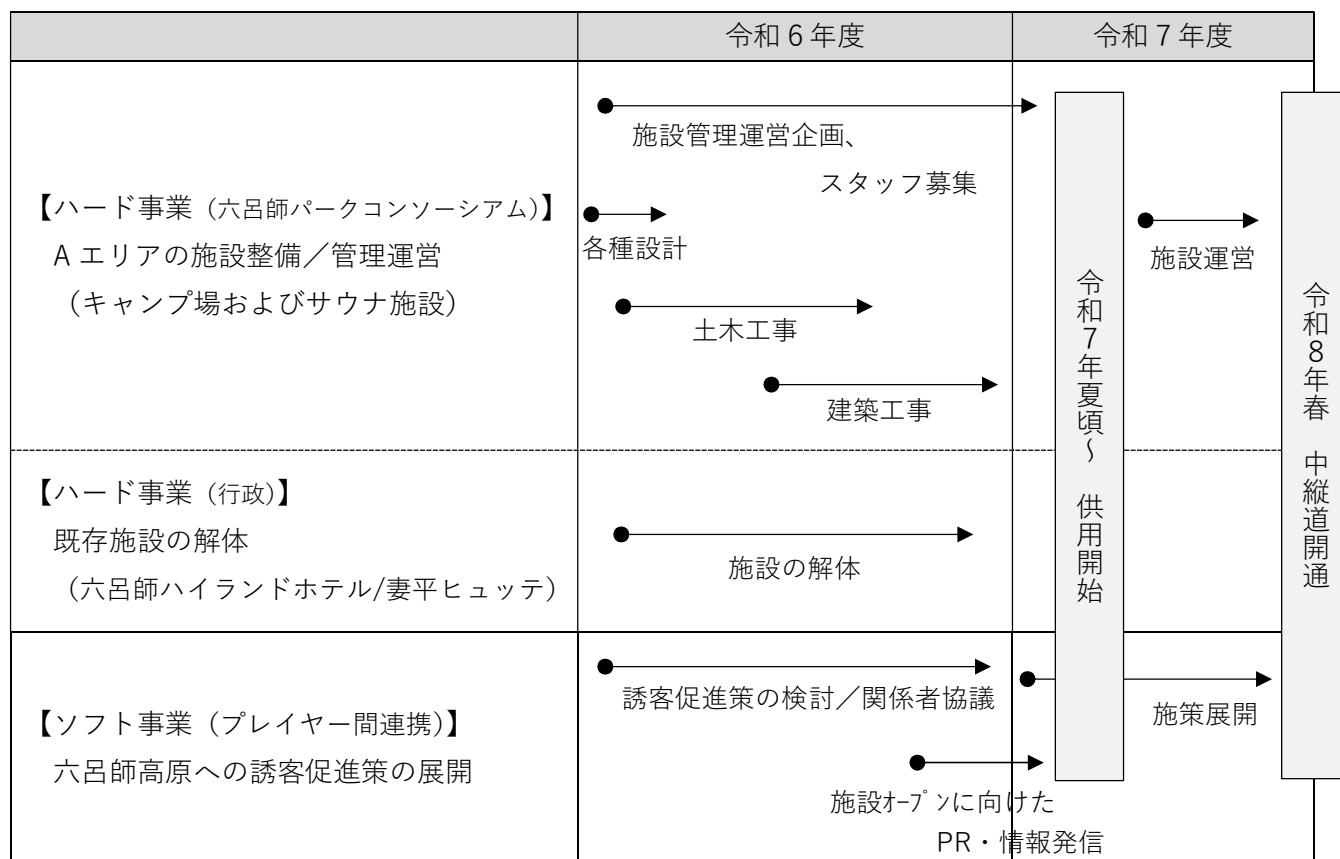 令和6年度
令和7年度
【ハード事業（六呂師パークコンソーシアム）】
Aエリアの施設整備／管理運営
（キャンプ場およびサウナ施設）
施設管理運営企画、
スタッフ募集
各種設計
土木工事
建築工事
施設運営
【ハード事業（行政）】
既存施設の解体
（六呂師ハイランドホテル/妻平ヒュッテ）
施設の解体
【ソフト事業（プレイヤー間連携）】
六呂師高原への誘客促進策の展開
誘客促進策の検討／関係者協議
施策展開
施設ｵｰﾌﾟﾝに向けた
PR・情報発信
令和7年夏頃～　供用開始
令和8年春　中縦道開通